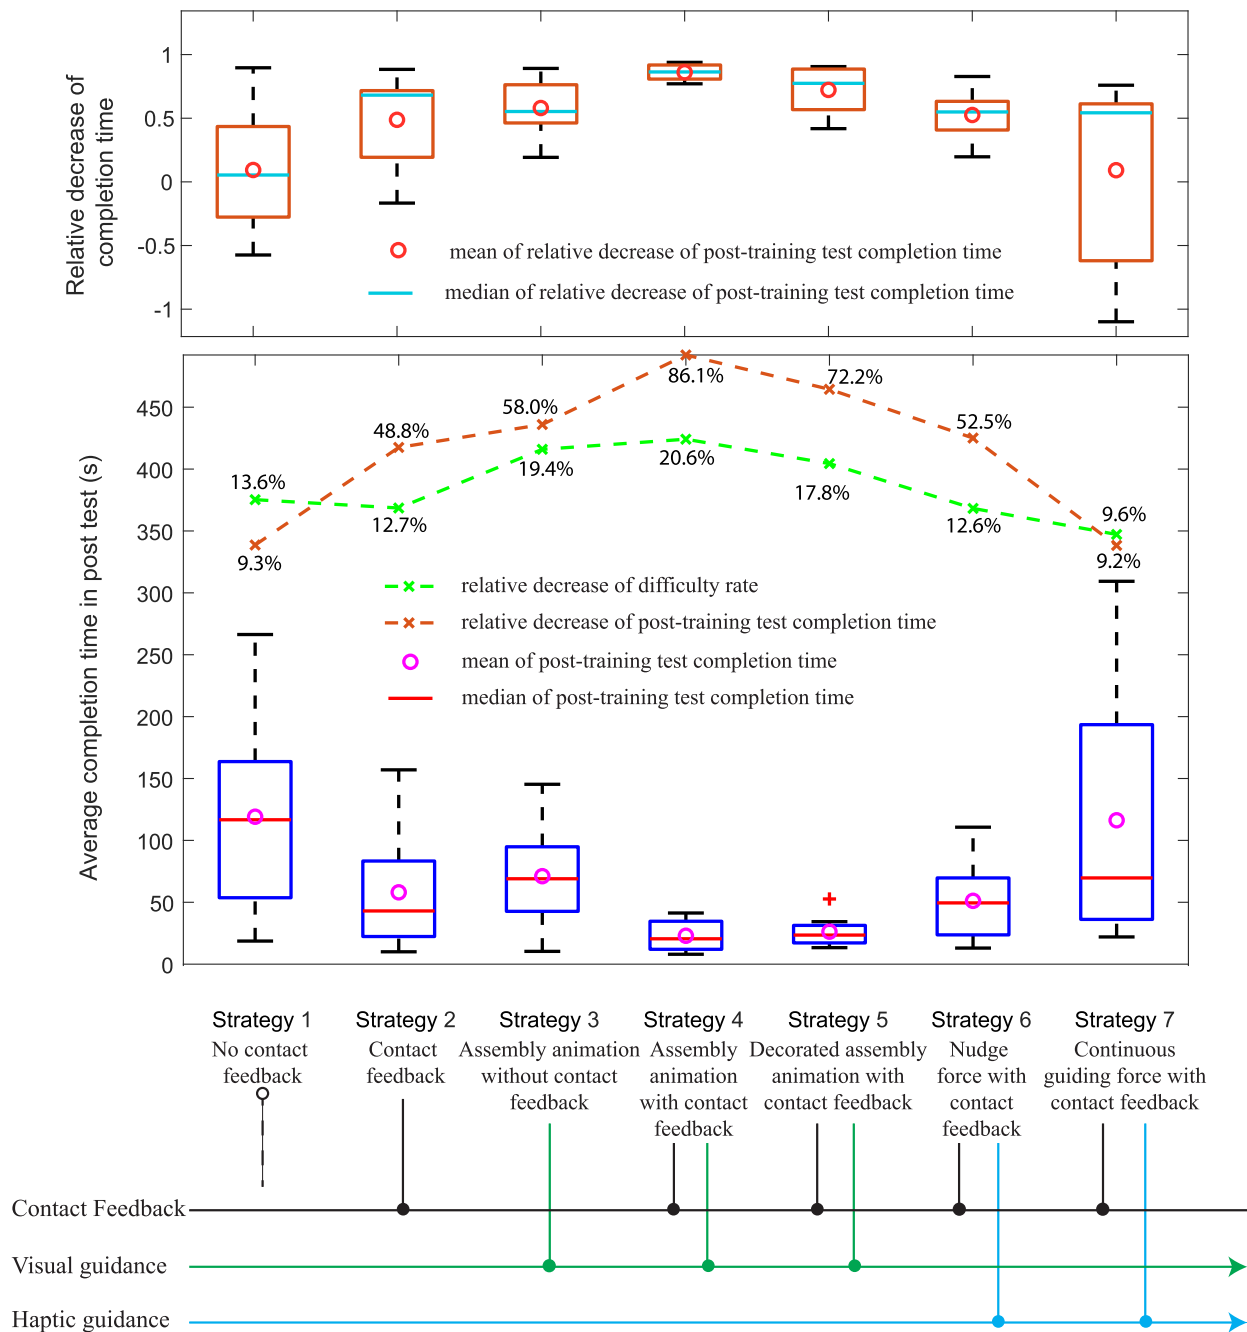 Relative decrease of
completion time
1
0.5
0
-0.5
-1
mean of relative decrease of post-training test completion time
median of relative decrease of post-training test completion time
Average completion time in post test (s)
450
400
350
300
250
200
150
100
50
0
13.6%
9.3%
48.8%
12.7%
58.0%
19.4%
86.1%
20.6%
72.2%
17.8%
52.5%
12.6%
9.6%
9.2%
relative decrease of difficulty rate
relative decrease of post-training test completion time
mean of post-training test completion time
median of post-training test completion time
Strategy 1
No contact
feedback
Strategy 2
Contact
feedback
Strategy 3
Assembly animation
without contact
feedback
Strategy 4
Assembly
animation
with contact
feedback
Strategy 5
Decorated assembly
animation with
contact feedback
Strategy 6
Nudge
force with
contact
feedback
Strategy 7
Continuous
guiding force with
contact feedback
Contact Feedback
Visual guidance
Haptic guidance